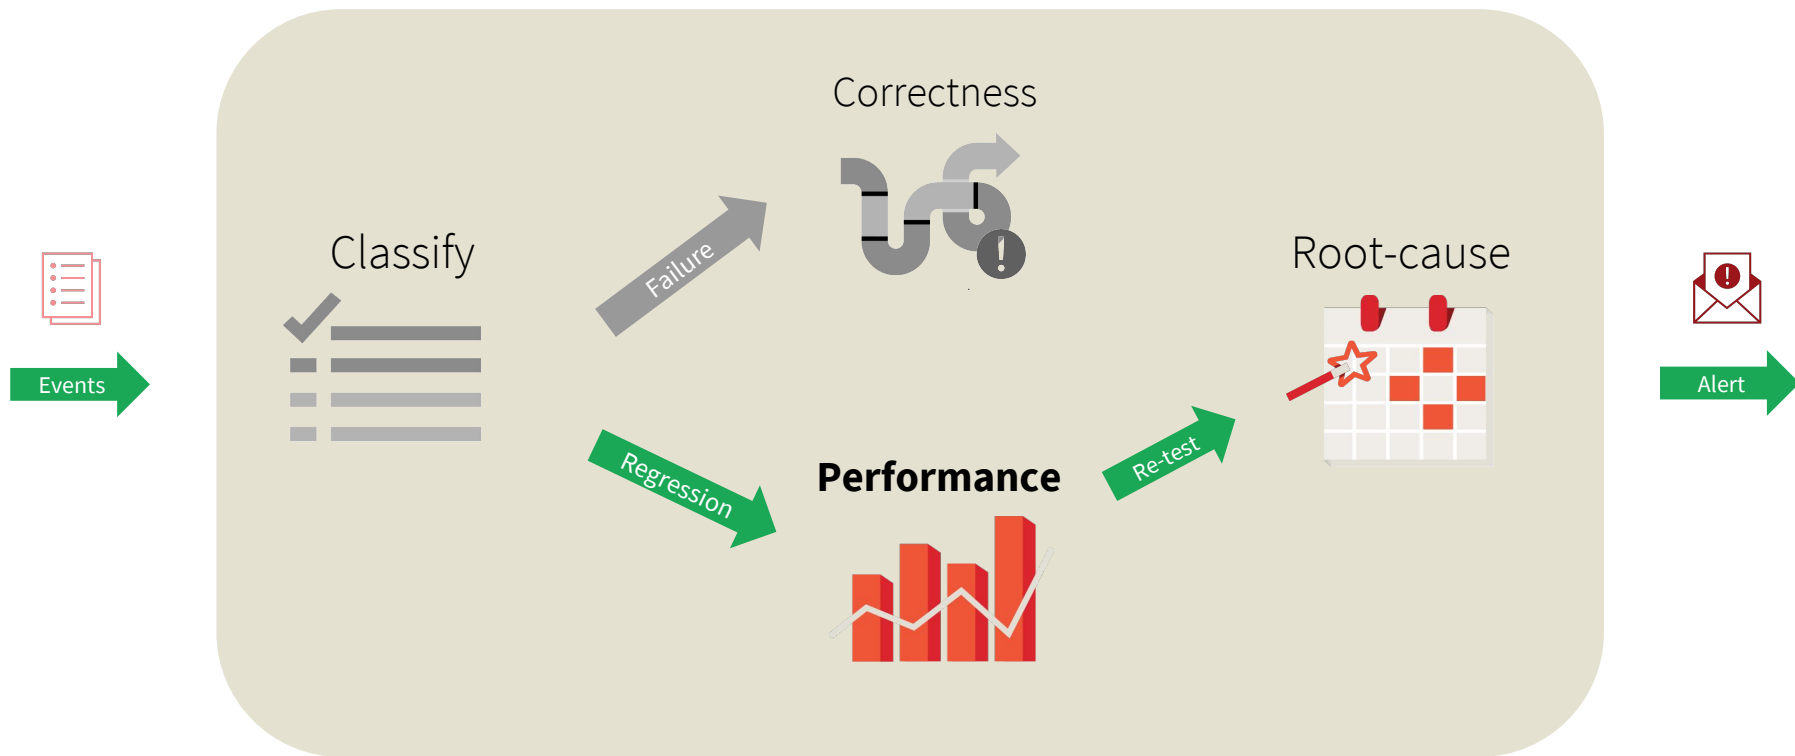 Correctness
Classify
Failure
Root-cause
Events
Alert
Regression
Performance
Re-test